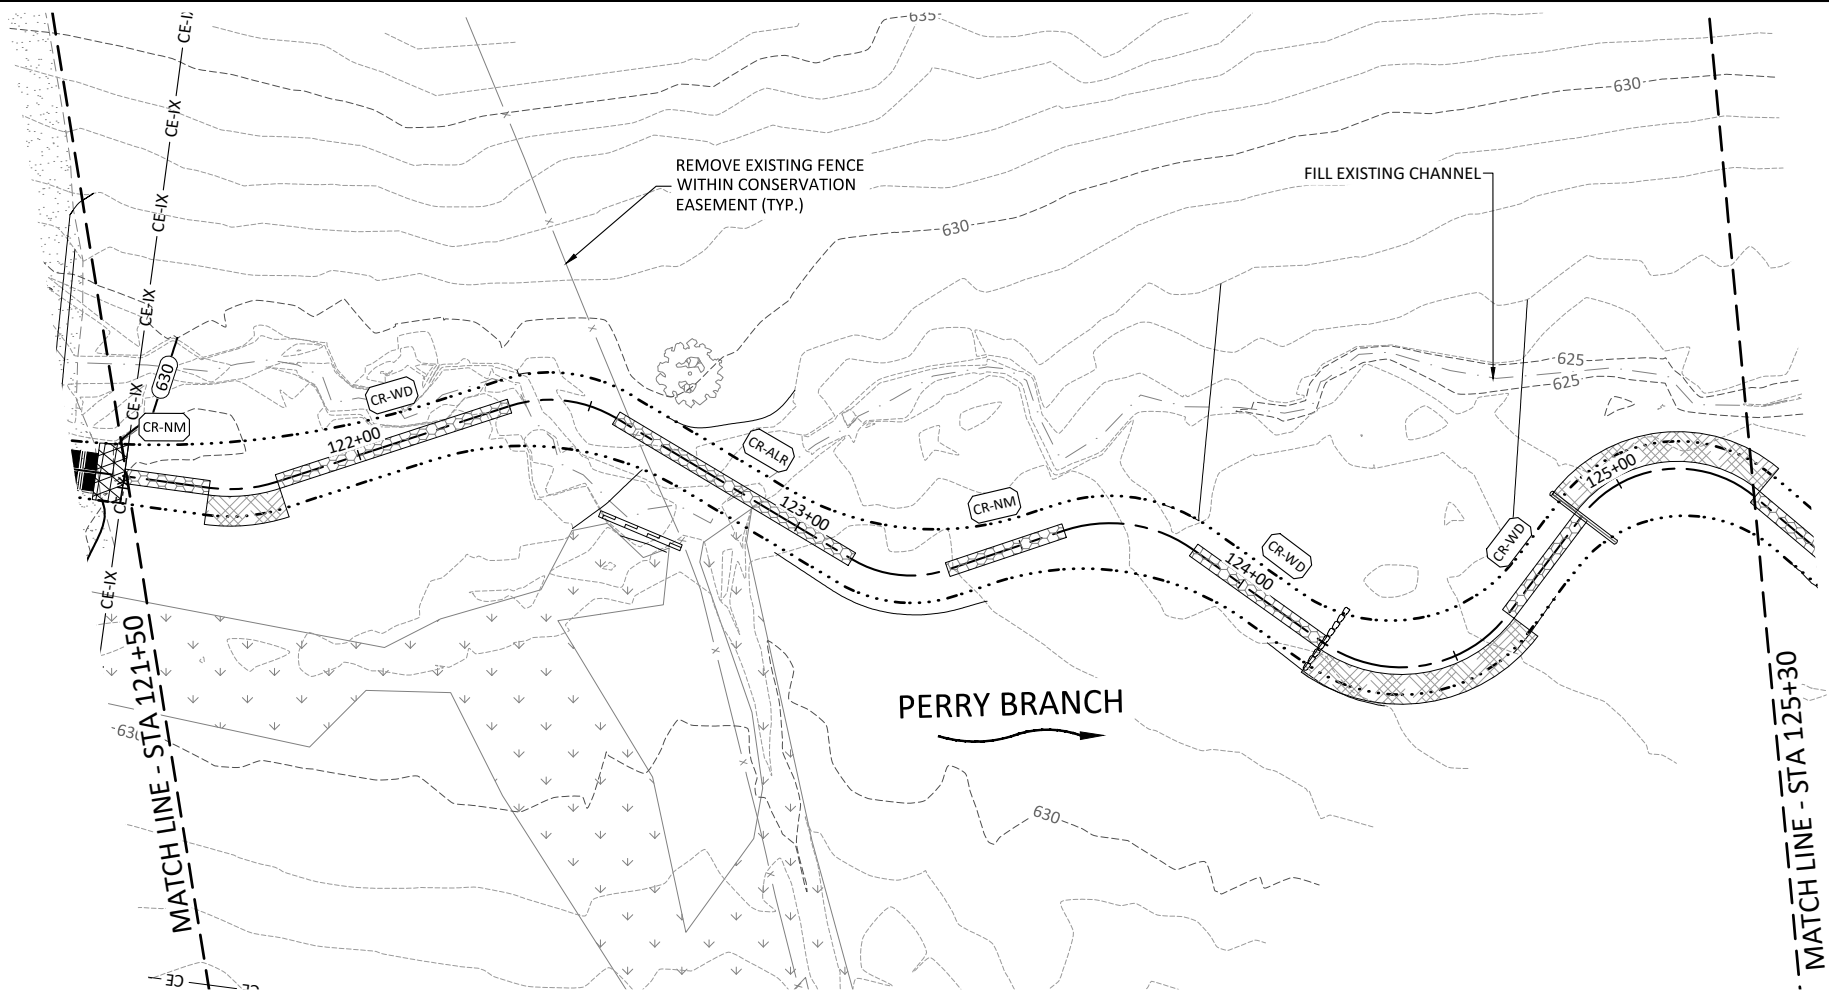 635
CE-IX
CE-IX
CE-IX
CE-IX
CE-IX
CE-IX
630
REMOVE EXISTING FENCE
WITHIN CONSERVATION
EASEMENT (TYP.)
FILL EXISTING CHANNEL
630
630
CR-NM
CR-WD
122+00
CR-ALR
123+00
CR-NM
CR-WD
124+00
CR-WD
125+00
625
625
PERRY BRANCH
630
630
MATCH LINE - STA 121+50
MATCH LINE - STA 125+30
CE